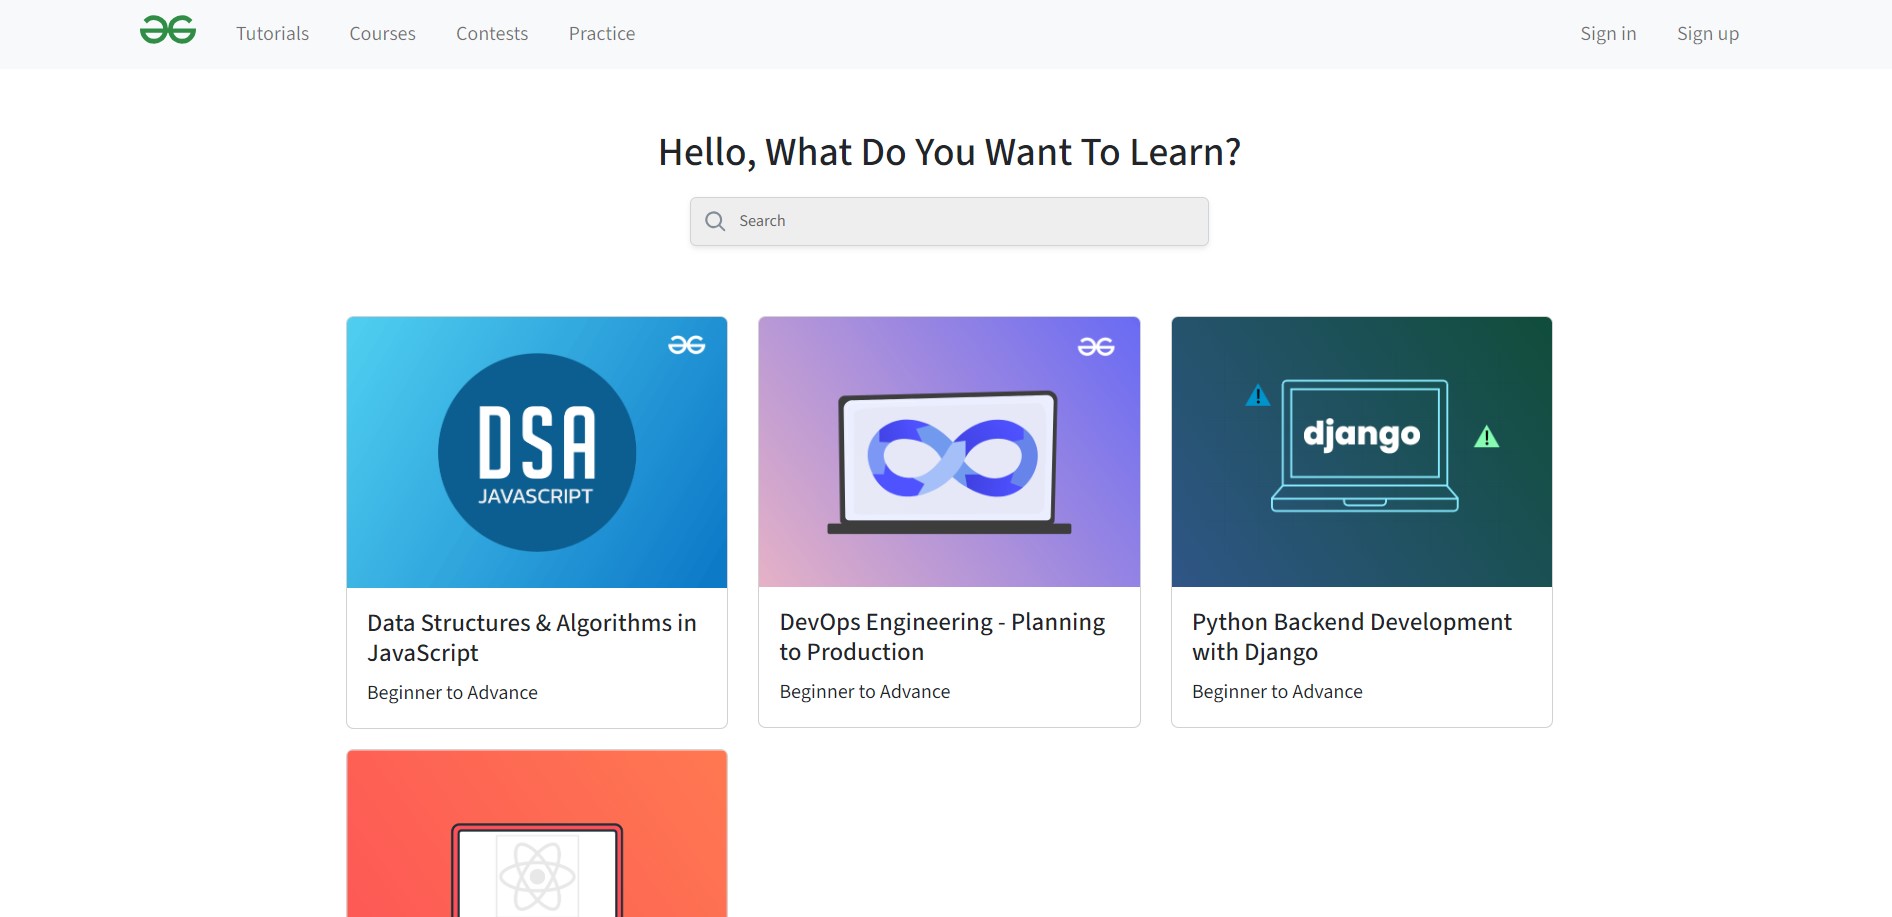 Tutorials Courses Contests Practice Sign in Sign up
Hello, What Do You Want To Learn?
Search
DSA
JAVASCRIPT
Data Structures & Algorithms in
JavaScript
Beginner to Advance
DevOps Engineering - Planning
to Production
Beginner to Advance
django
Python Backend Development
with Django
Beginner to Advance